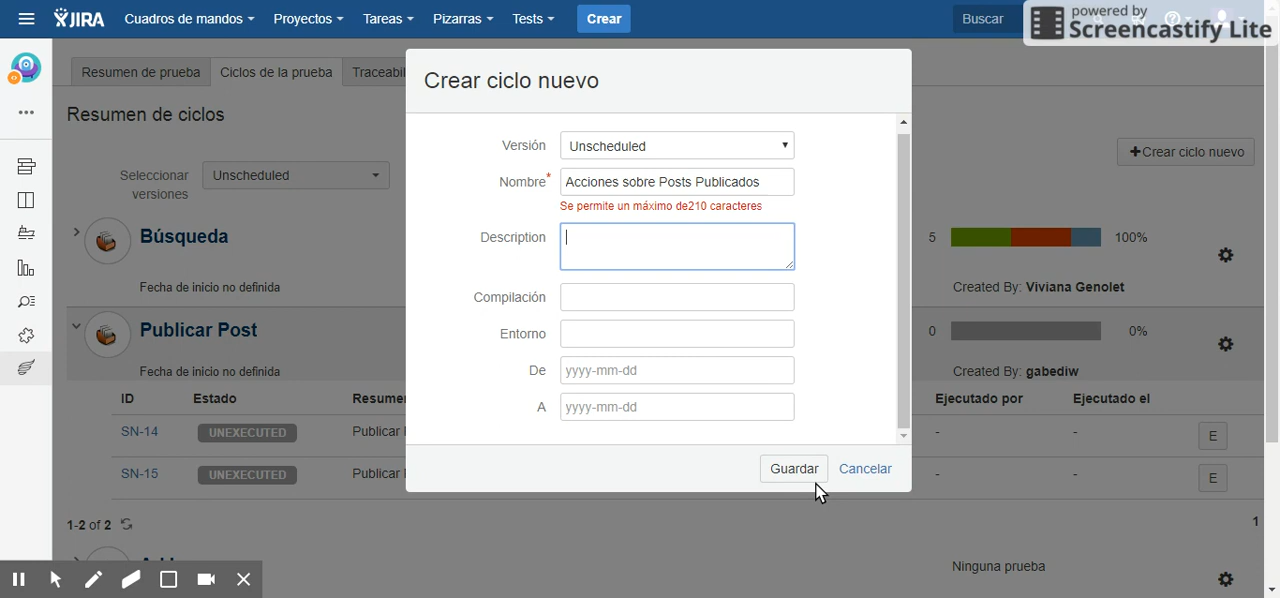 JIRA
Cuadros de mandos
Proyectos
Tareas
Pizarras
Tests
Crear
Buscar
powered by
Screencastify Lite
Resumen de prueba
Ciclos de la prueba
Traceabil
Resumen de ciclos
+Crear ciclo nuevo
Seleccionar
versiones
Unscheduled
Búsqueda
5
100%
Fecha de inicio no definida
Created By: Viviana Genolet
Publicar Post
0
0%
Fecha de inicio no definida
Created By: gabediw
ID
Estado
Resumer
Ejecutado por
Ejecutado el
SN-14
UNEXECUTED
Publicar
-
-
E
SN-15
UNEXECUTED
Publicar
-
-
E
1-2 of 2
1
Ninguna prueba
Crear ciclo nuevo
Versión
Unscheduled
Nombre*
Acciones sobre Posts Publicados
Se permite un máximo de210 caracteres
Description
Compilación
Entorno
De
yyyy-mm-dd
A
yyyy-mm-dd
Guardar
Cancelar